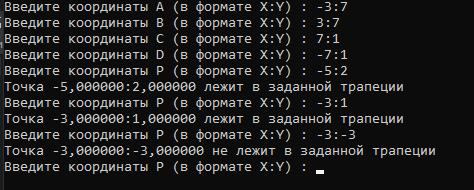 Введите координаты A (в формате X:Y) : -3:7
Введите координаты B (в формате X:Y) : 3:7
Введите координаты C (в формате X:Y) : 7:1
Введите координаты D (в формате X:Y) : -7:1
Введите координаты P (в формате X:Y) : -5:2
Точка -5,000000:2,000000 лежит в заданной трапеции
Введите координаты P (в формате X:Y) : -3:1
Точка -3,000000:1,000000 лежит в заданной трапеции
Введите координаты P (в формате X:Y) : -3:-3
Точка -3,000000:-3,000000 не лежит в заданной трапеции
Введите координаты P (в формате X:Y) :